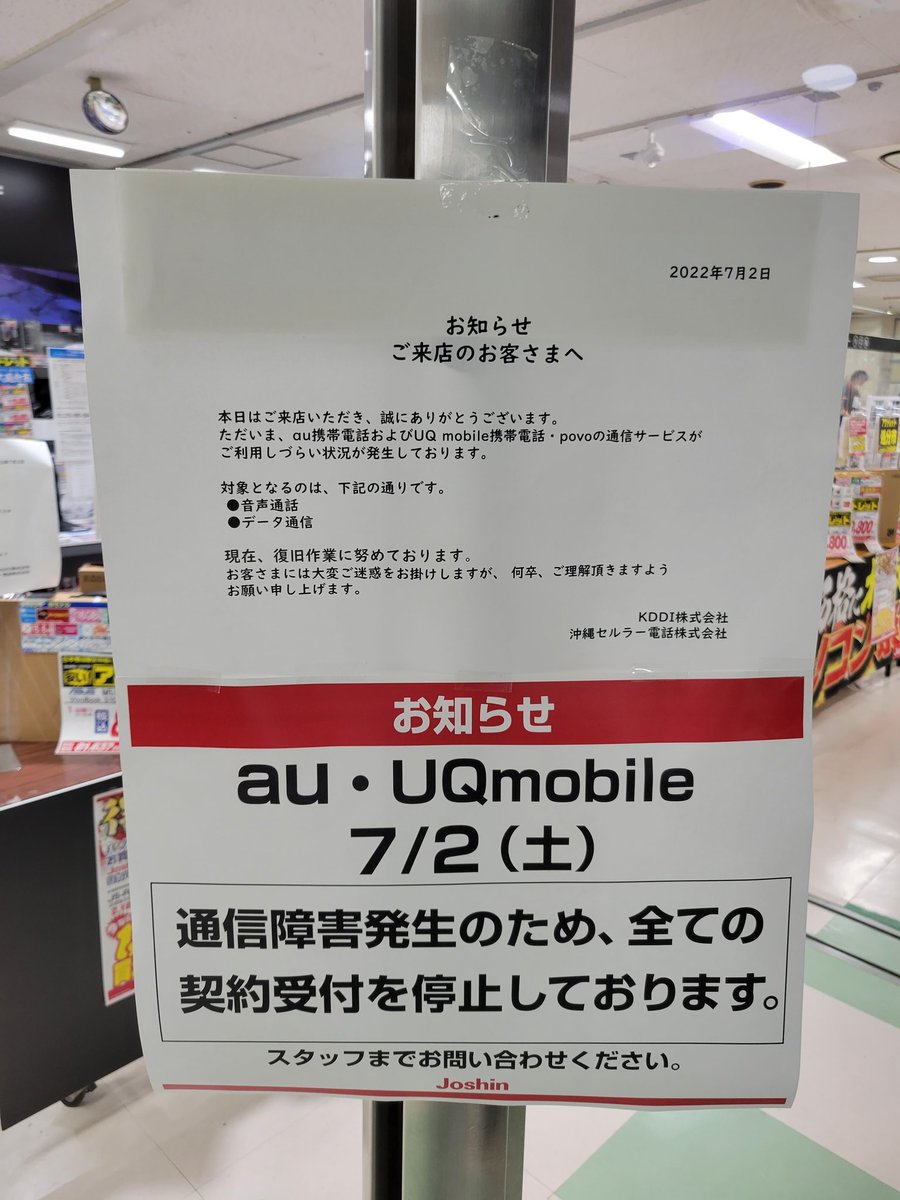 2022年7月2日
お知らせ
ご来店のお客さまへ
本日はご来店いただき、誠にありがとうございます。
ただいま、au携帯電話およびUQ mobile携帯電話・povoの通信サービスが
ご利用しづらい状況が発生しております。
対象となるのは、下記の通りです。
●音声通話
●データ通信
現在、復旧作業に努めております。
お客さまには大変ご迷惑をお掛けしますが、何卒、ご理解頂きますよう
お願い申し上げます。
KDDI株式会社
沖縄セルラー電話株式会社
お知らせ
au・UQmobile
7/2（土）
通信障害発生のため、全ての
契約受付を停止しております。
スタッフまでお問い合わせください。
Joshin